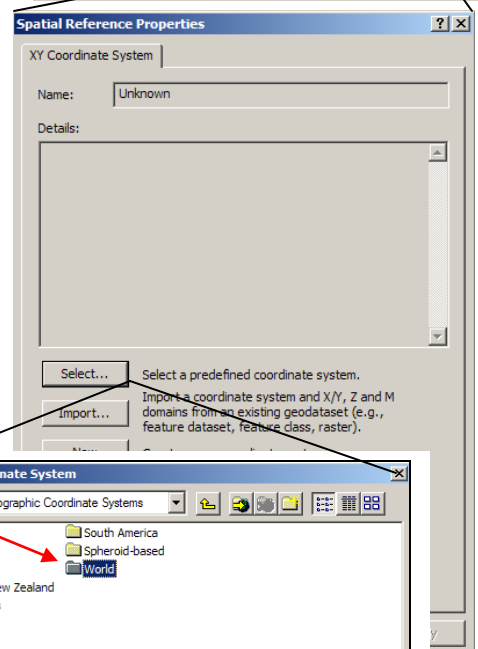 Spatial Reference Properties
XY Coordinate System
Name: Unknown
Details:
Select... Select a predefined coordinate system.
Import... Import a coordinate system and X/Y, Z and M
domains from an existing geodataset (e.g.,
feature dataset, feature class, raster).
nate System
ographic Coordinate Systems
South America
Spheroid-based
World
ew Zealand
y